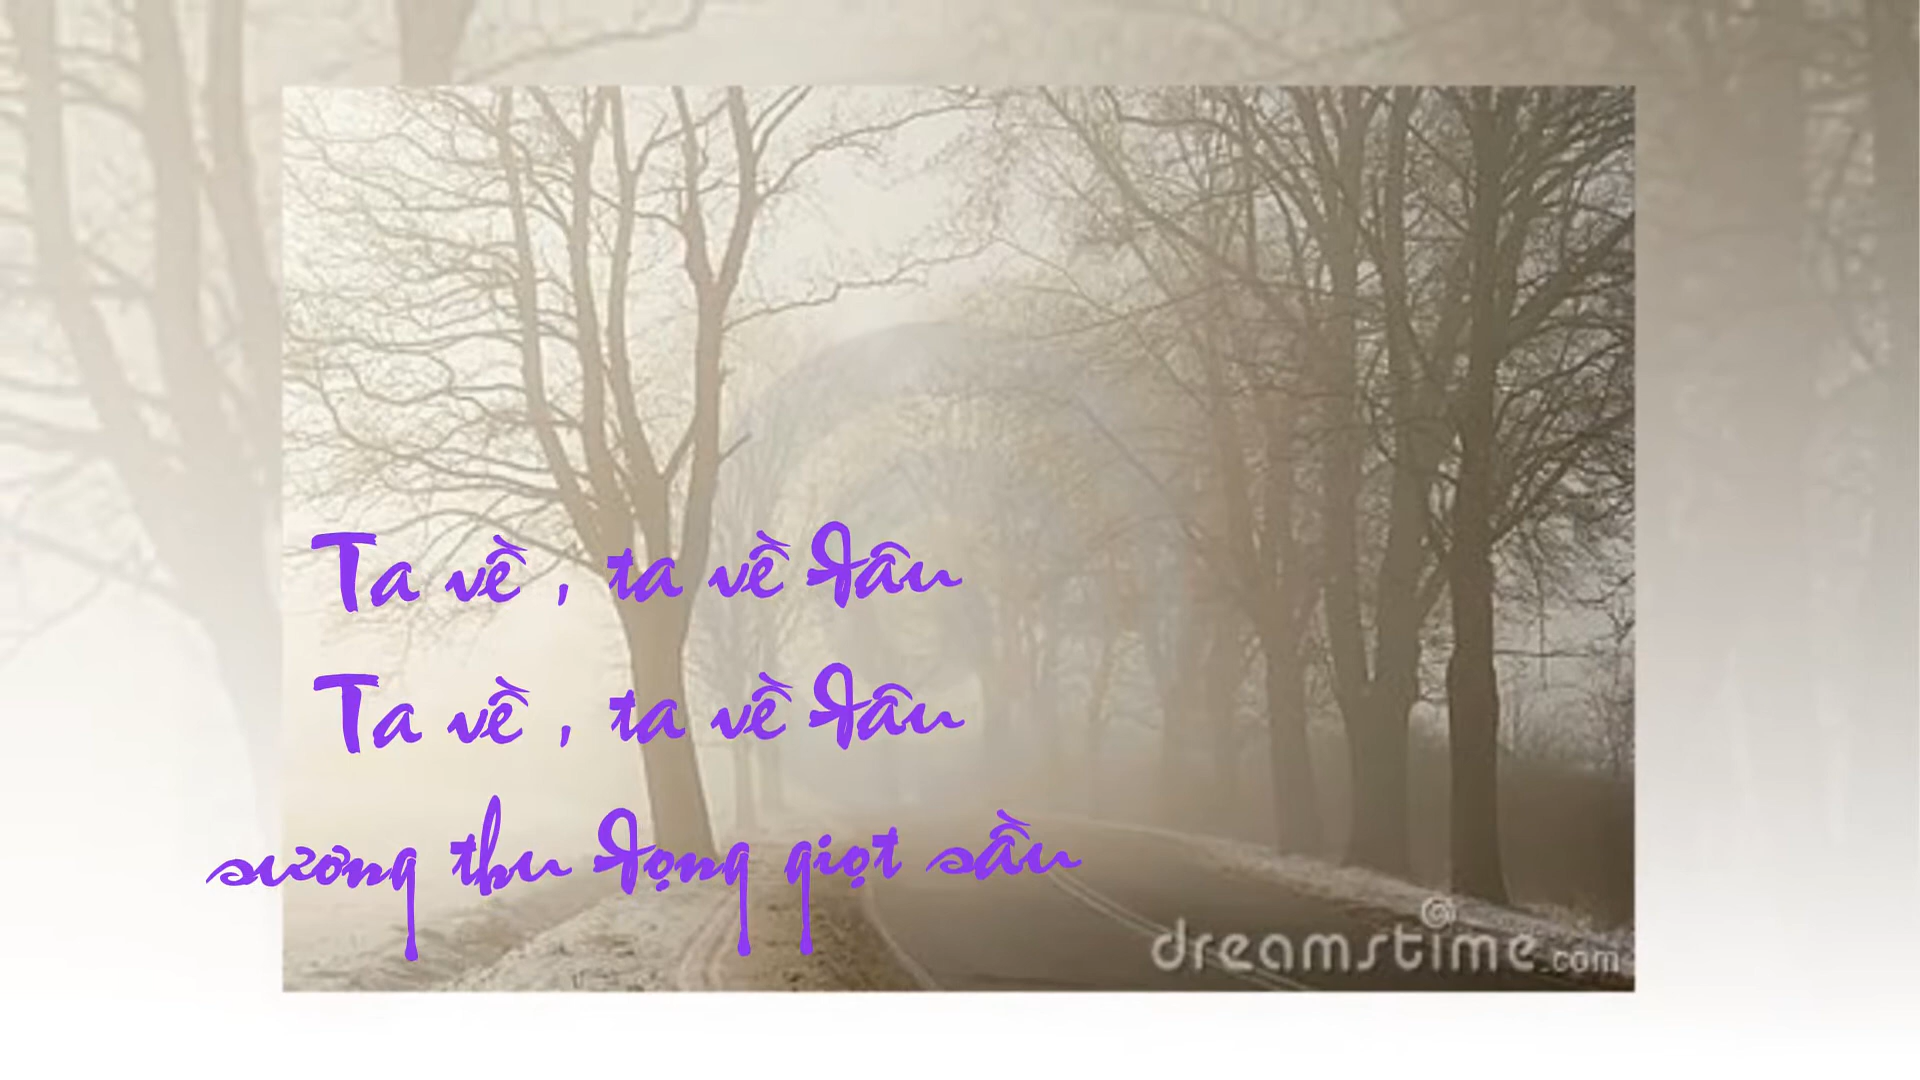 Ta về , ta về đâu
Ta về , ta về đâu
sương thu đọng giọt sầu
dreamstime.com